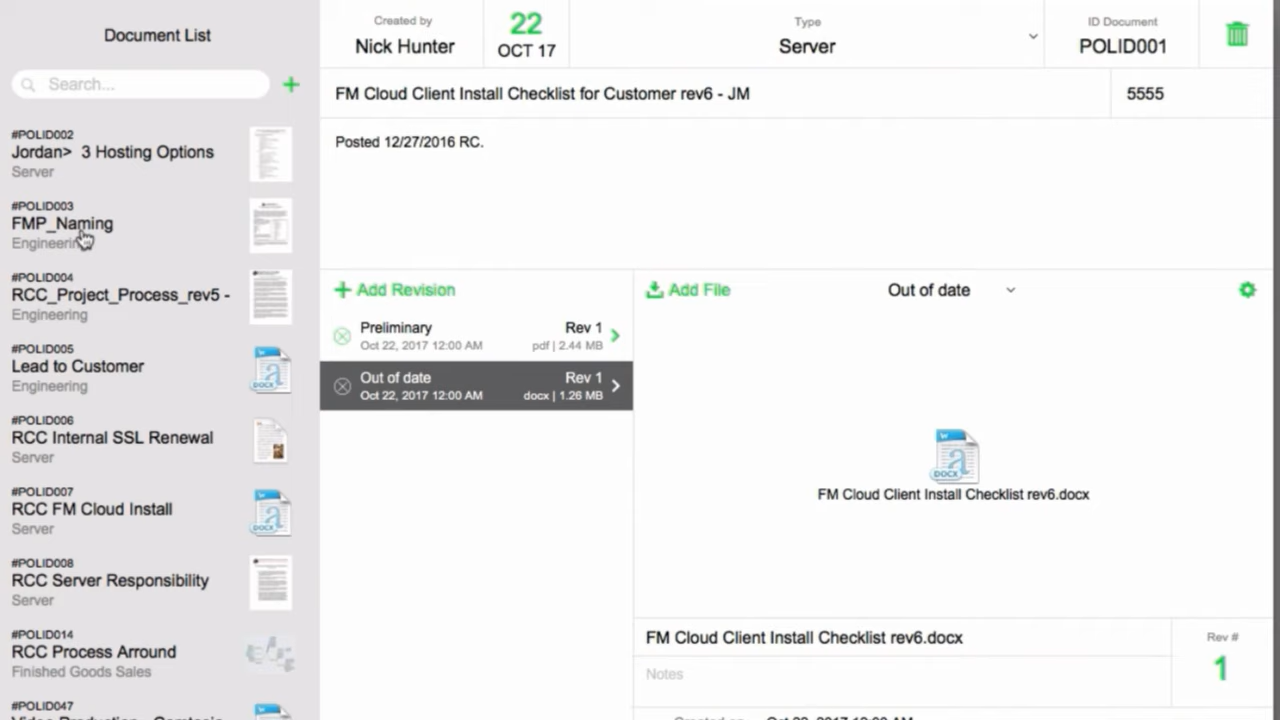 Document List
Search...
#POLID002
Jordan> 3 Hosting Options
Server
#POLID003
FMP_Naming
Engineering
#POLID004
RCC_Project_Process_rev5 -
Engineering
#POLID005
Lead to Customer
Engineering
DOCX
#POLID006
RCC Internal SSL Renewal
Server
#POLID007
RCC FM Cloud Install
Server
DOCX
#POLID008
RCC Server Responsibility
Server
#POLID014
RCC Process Arround
Finished Goods Sales
#POLID047
Created by
Nick Hunter
22
OCT 17
Type
Server
ID Document
POLID001
FM Cloud Client Install Checklist for Customer rev6 - JM
5555
Posted 12/27/2016 RC.
Add Revision
Preliminary
Rev 1
Oct 22, 2017 12:00 AM
pdf | 2.44 MB
Out of date
Rev 1
Oct 22, 2017 12:00 AM
docx | 1.26 MB
Add File
Out of date
DOCX
FM Cloud Client Install Checklist rev6.docx
FM Cloud Client Install Checklist rev6.docx
Notes
Rev #
1